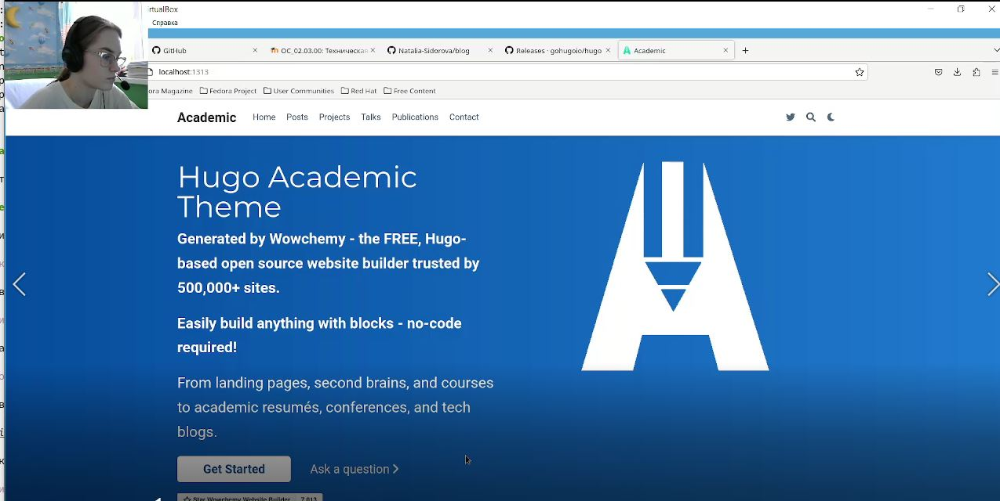 rtualBox
Справка
GitHub
ОС_02.03.00: Техническая
Natalia-Sidorova/blog
Releases · gohugoio/hugo
Academic
localhost:1313
ora Magazine
Fedora Project
User Communities
Red Hat
Free Content
Academic
Home
Posts
Projects
Talks
Publications
Contact
Hugo Academic
Theme
Generated by Wowchemy - the FREE, Hugo-
based open source website builder trusted by
500,000+ sites.
Easily build anything with blocks - no-code
required!
From landing pages, second brains, and courses
to academic resumés, conferences, and tech
blogs.
Get Started
Ask a question
Star Wowchemy Website Builder
7,013